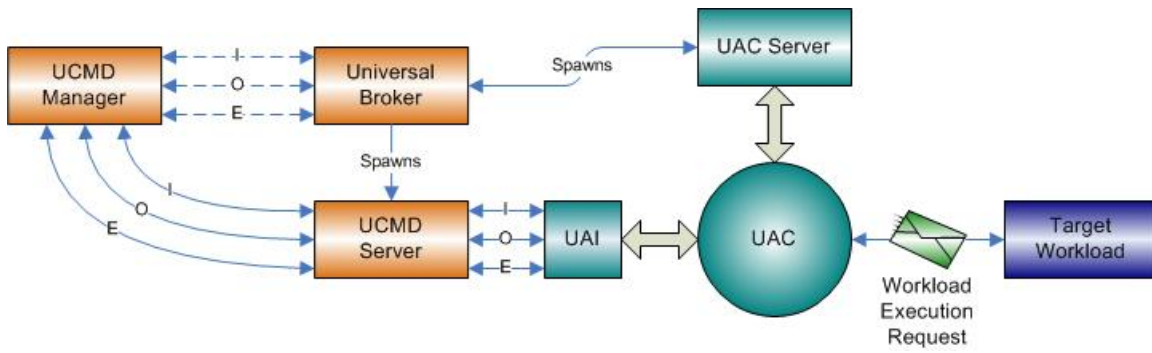 UCMD
Manager
I
O
E
Universal
Broker
Spawns
UAC Server
Spawns
I
O
E
UCMD
Server
I
O
E
UAI
UAC
Workload
Execution
Request
Target
Workload